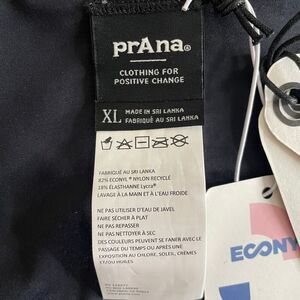 prAna
CLOTHING FOR
POSITIVE CHANGE
XL MADE IN SRI LANKA
FABRIQUÉ AU SRI LANKA
FABRIQUÉ AU SRI LANKA
82% ECONYL® NYLON RECYCLÉ
18% ÉLASTHANNE Lycra®
LAVAGE À LA MAIN ET À L'EAU FROIDE
NE PAS UTILISER D'EAU DE JAVEL
FAIRE SÉCHER À PLAT
NE PAS REPASSER
NE PAS NETTOYER À SEC
DES COULEURS PEUVENT SE FANER AVEC LE
PASSAGE DU TEMPS OU APRÈS UNE
EXPOSITION AU CHLORE, SOLEIL, CRÈMES
ET/OU HUILES
ECONY